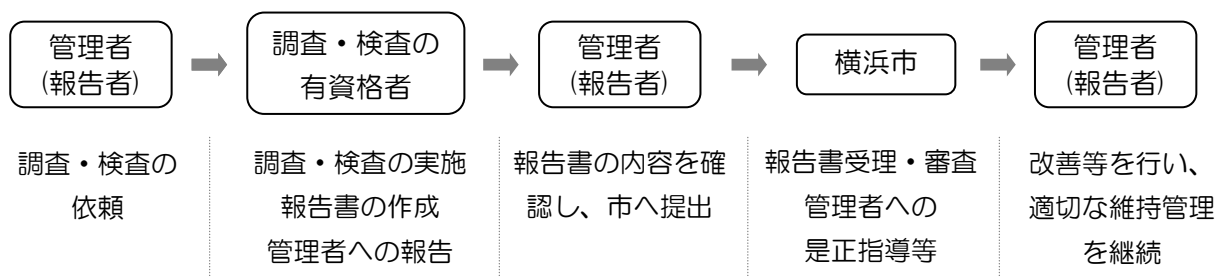 管理者
(報告者)
調査・検査の
有資格者
管理者
(報告者)
横浜市
管理者
(報告者)
調査・検査の
依頼
調査・検査の実施
報告書の作成
管理者への報告
報告書の内容を確
認し、市へ提出
報告書受理・審査
管理者への
是正指導等
改善等を行い、
適切な維持管理
を継続